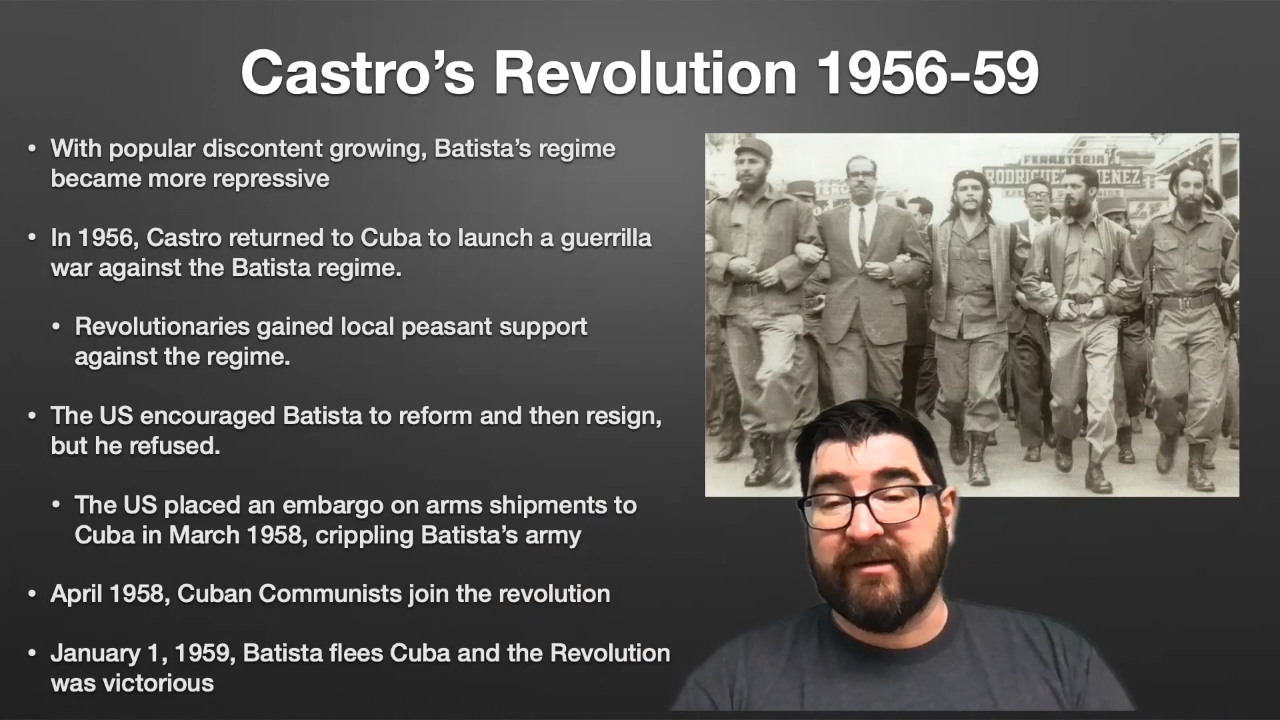 Castro’s Revolution 1956-59
• With popular discontent growing, Batista’s regime
became more repressive
• In 1956, Castro returned to Cuba to launch a guerrilla
war against the Batista regime.
• Revolutionaries gained local peasant support
against the regime.
• The US encouraged Batista to reform and then resign,
but he refused.
• The US placed an embargo on arms shipments to
Cuba in March 1958, crippling Batista’s army
• April 1958, Cuban Communists join the revolution
• January 1, 1959, Batista flees Cuba and the Revolution
was victorious
FERRETERIA
RODRIGUEZ